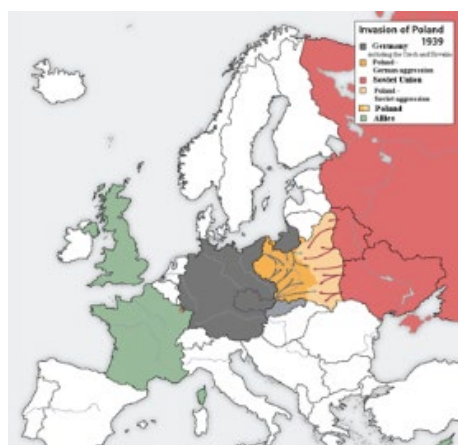 Invasion of Poland
1939
Germany
including the Czech and Slovakia
Poland -
German aggression
Soviet Union
Poland -
Soviet aggression
Poland
Allies